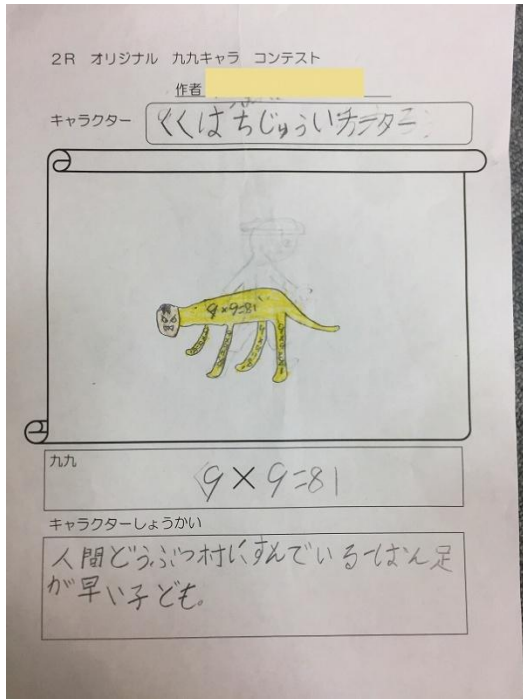 2R オリジナル 九九キャラ コンテスト
作者
キャラクター くくはちじゅういチーター
9×9=81
九九
9×9=81
キャラクターしょうかい
人間どうぶつ村にすんでいる一ばん足
が早い子ども。